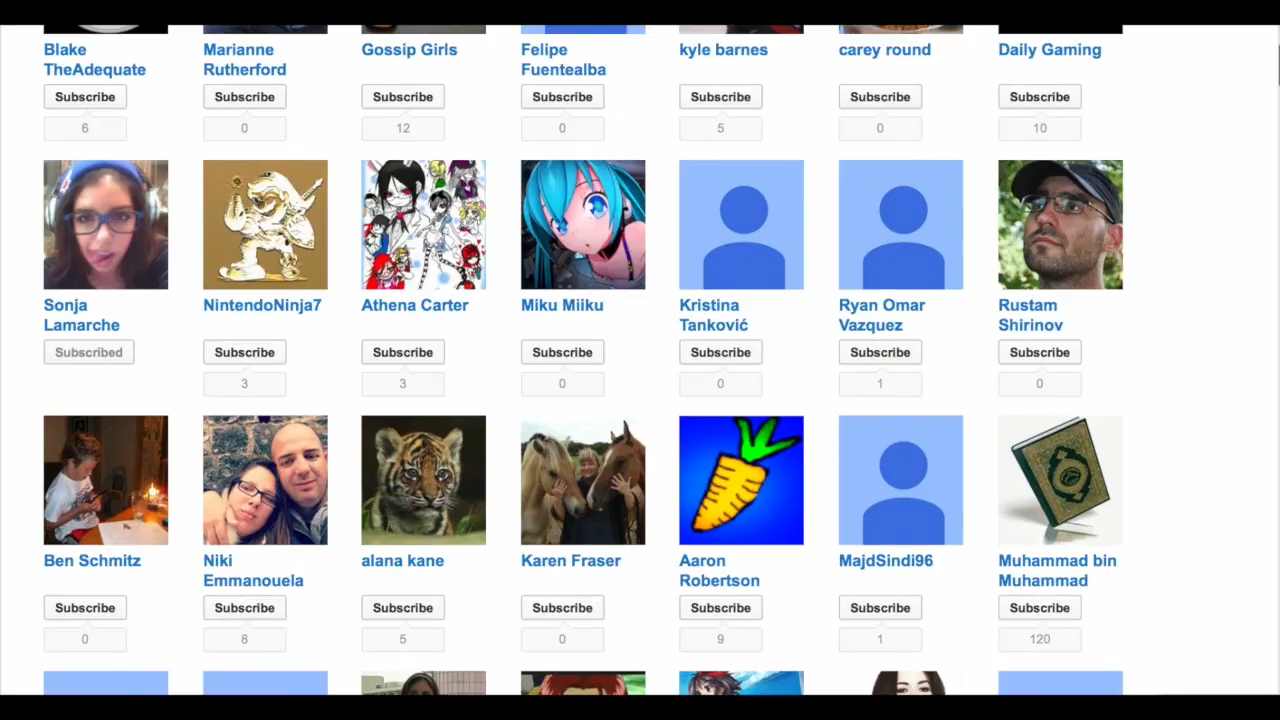 Blake
TheAdequate
Marianne
Rutherford
Gossip Girls
Felipe
Fuentealba
kyle barnes
carey round
Daily Gaming
Subscribe
Subscribe
Subscribe
Subscribe
Subscribe
Subscribe
Subscribe
6
0
12
0
5
0
10
Sonja
Lamarche
NintendoNinja7
Athena Carter
Miku Miiku
Kristina
Tanković
Ryan Omar
Vazquez
Rustam
Shirinov
Subscribed
Subscribe
Subscribe
Subscribe
Subscribe
Subscribe
Subscribe
3
3
0
0
1
0
Ben Schmitz
Niki
Emmanouela
alana kane
Karen Fraser
Aaron
Robertson
MajdSindi96
Muhammad bin
Muhammad
Subscribe
Subscribe
Subscribe
Subscribe
Subscribe
Subscribe
Subscribe
0
8
5
0
9
1
120